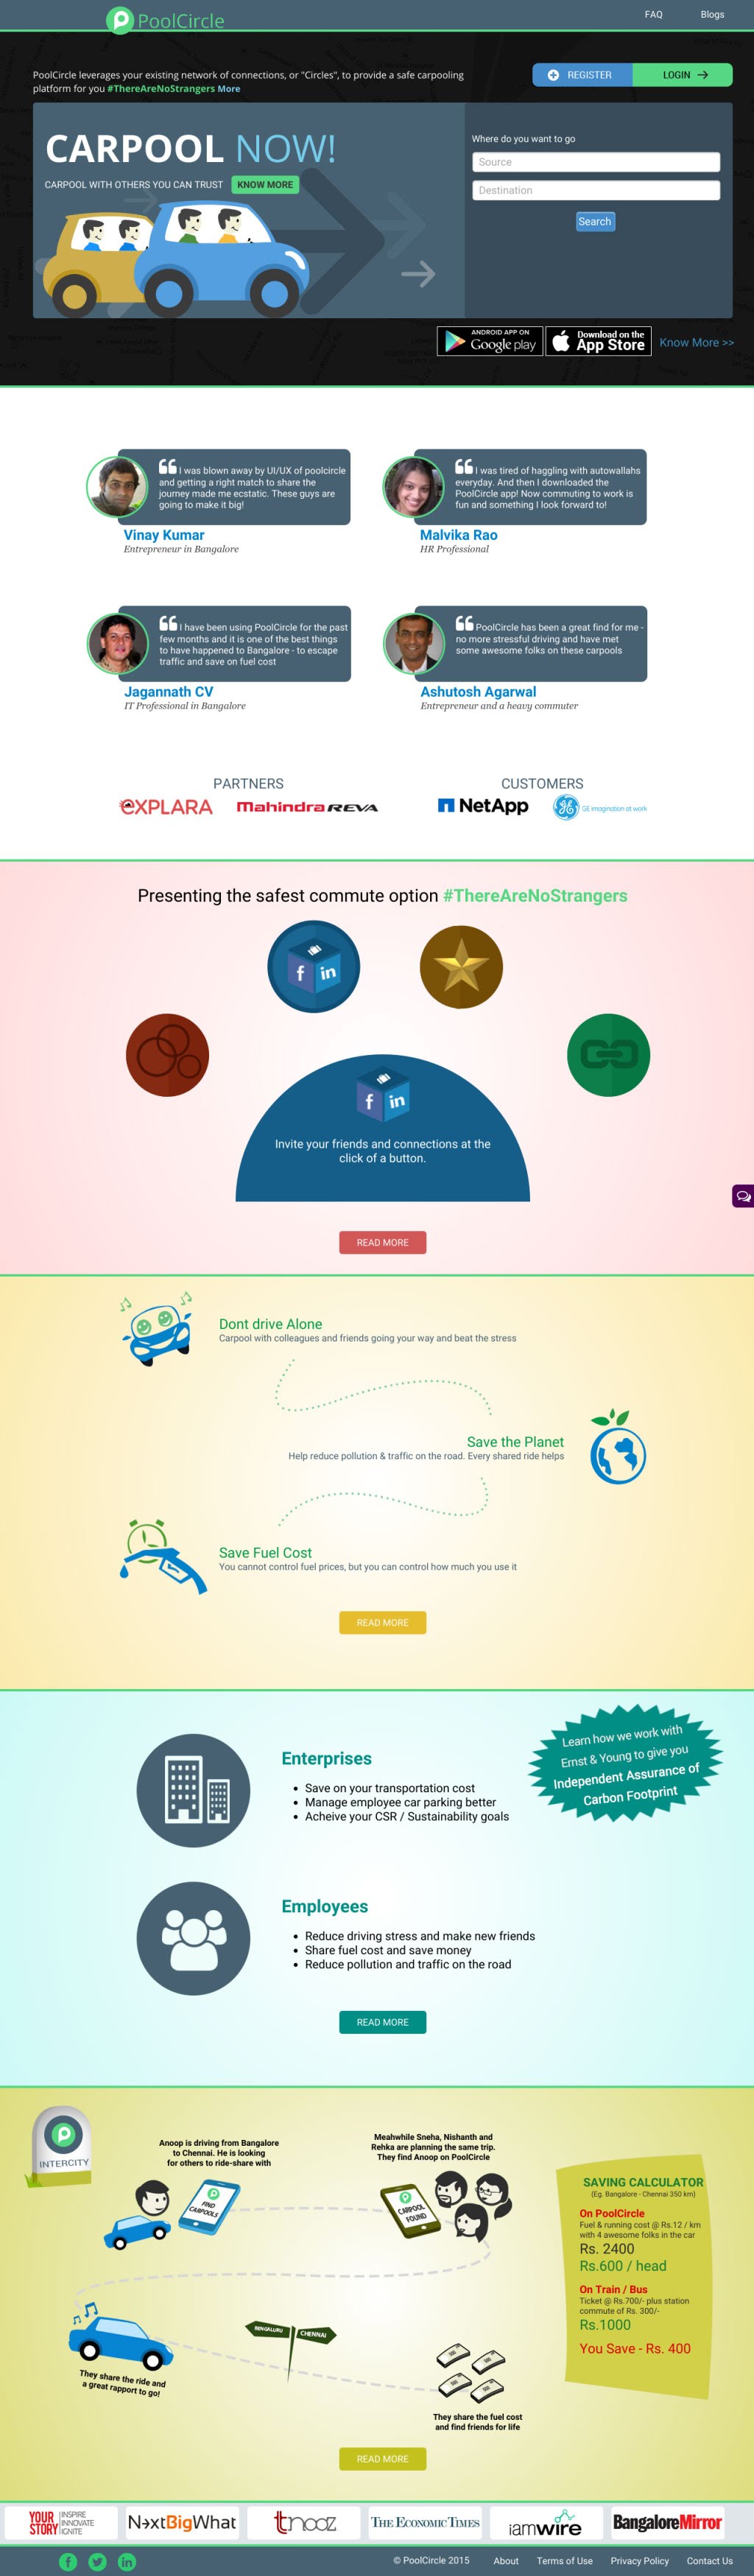 PoolCircle
FAQ
Blogs
PoolCircle leverages your existing network of connections, or "Circles", to provide a safe carpooling
platform for you #ThereAreNoStrangers More
REGISTER
LOGIN
CARPOOL NOW!
CARPOOL WITH OTHERS YOU CAN TRUST
KNOW MORE
Where do you want to go
Source
Destination
Search
ANDROID APP ON
Google play
Download on the
App Store
Know More >>
I was blown away by UI/UX of poolcircle
and getting a right match to share the
journey made me ecstatic. These guys are
going to make it big!
Vinay Kumar
Entrepreneur in Bangalore
I was tired of haggling with autowallahs
everyday. And then I downloaded the
PoolCircle app! Now commuting to work is
fun and something I look forward to!
Malvika Rao
HR Professional
I have been using PoolCircle for the past
few months and it is one of the best things
to have happened to Bangalore - to escape
traffic and save on fuel cost
Jagannath CV
IT Professional in Bangalore
PoolCircle has been a great find for me -
no more stressful driving and have met
some awesome folks on these carpools
Ashutosh Agarwal
Entrepreneur and a heavy commuter
PARTNERS
eXPLARA
Mahindra REVA
CUSTOMERS
NetApp
GE imagination at work
Presenting the safest commute option #ThereAreNoStrangers
f in
f in
Invite your friends and connections at the
click of a button.
READ MORE
Dont drive Alone
Carpool with colleagues and friends going your way and beat the stress
Save the Planet
Help reduce pollution & traffic on the road. Every shared ride helps
Save Fuel Cost
You cannot control fuel prices, but you can control how much you use it
READ MORE
Learn how we work with
Ernst & Young to give you
Independent Assurance of
Carbon Footprint
Enterprises
• Save on your transportation cost
• Manage employee car parking better
• Acheive your CSR / Sustainability goals
Employees
• Reduce driving stress and make new friends
• Share fuel cost and save money
• Reduce pollution and traffic on the road
READ MORE
INTERCITY
Anoop is driving from Bangalore
to Chennai. He is looking
for others to ride-share with
FIND
CARPOOLS
Meahwhile Sneha, Nishanth and
Rehka are planning the same trip.
They find Anoop on PoolCircle
CARPOOL
FOUND
SAVING CALCULATOR
(Eg. Bangalore - Chennai 350 km)
On PoolCircle
Fuel & running cost @ Rs.12 / km
with 4 awesome folks in the car
Rs. 2400
Rs.600 / head
On Train / Bus
Ticket @ Rs.700/- plus station
commute of Rs. 300/-
Rs.1000
You Save - Rs. 400
They share the ride and
a great rapport to go!
BENGALURU
CHENNAI
They share the fuel cost
and find friends for life
READ MORE
YOUR STORY INSPIRE INNOVATE IGNITE
NextBigWhat
tnooz
THE ECONOMIC TIMES
iamwire
BangaloreMirror
© PoolCircle 2015
About
Terms of Use
Privacy Policy
Contact Us